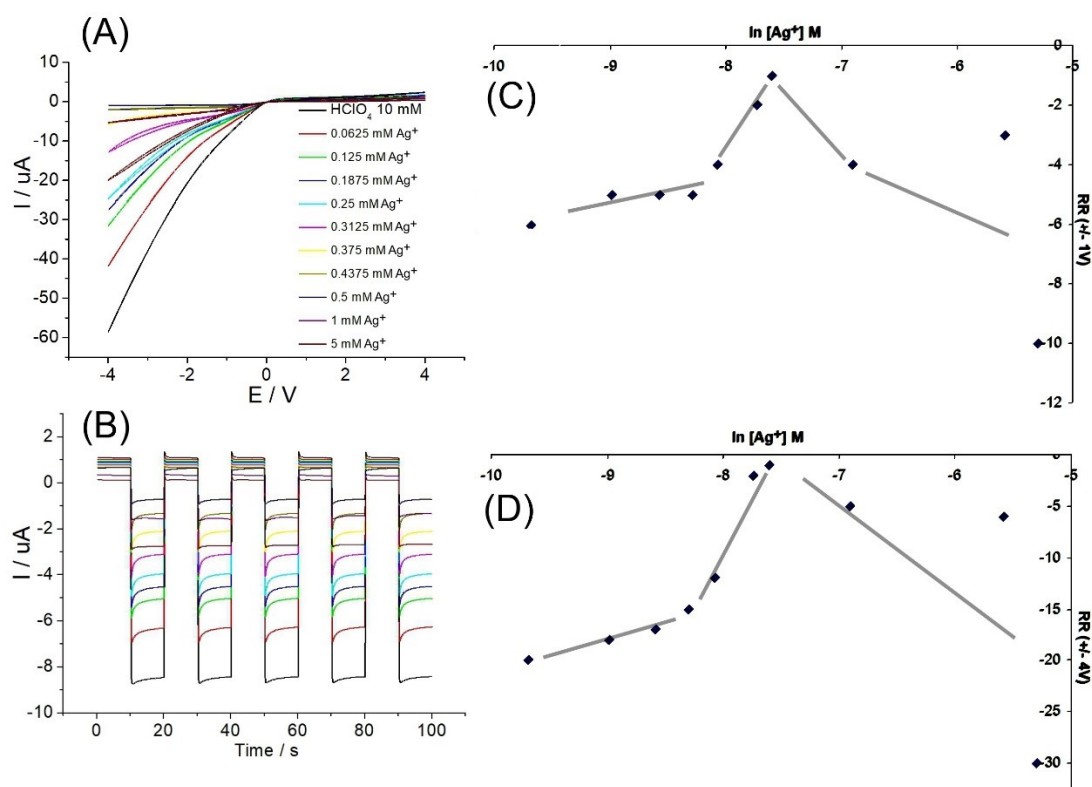 (A)
10
0
-10
-20
-30
-40
-50
-60
I / uA
-4
-2
0
2
4
E / V
HClO₄ 10 mM
0.0625 mM Ag⁺
0.125 mM Ag⁺
0.1875 mM Ag⁺
0.25 mM Ag⁺
0.3125 mM Ag⁺
0.375 mM Ag⁺
0.4375 mM Ag⁺
0.5 mM Ag⁺
1 mM Ag⁺
5 mM Ag⁺
(B)
2
0
-2
-4
-6
-8
-10
I / uA
0
20
40
60
80
100
Time / s
(C)
ln [Ag⁺] M
-10
-9
-8
-7
-6
-5
0
-2
-4
-6
-8
-10
-12
RR (+/- 1V)
(D)
ln [Ag⁺] M
-10
-9
-8
-7
-6
-5
0
-5
-10
-15
-20
-25
-30
RR (+/- 4V)